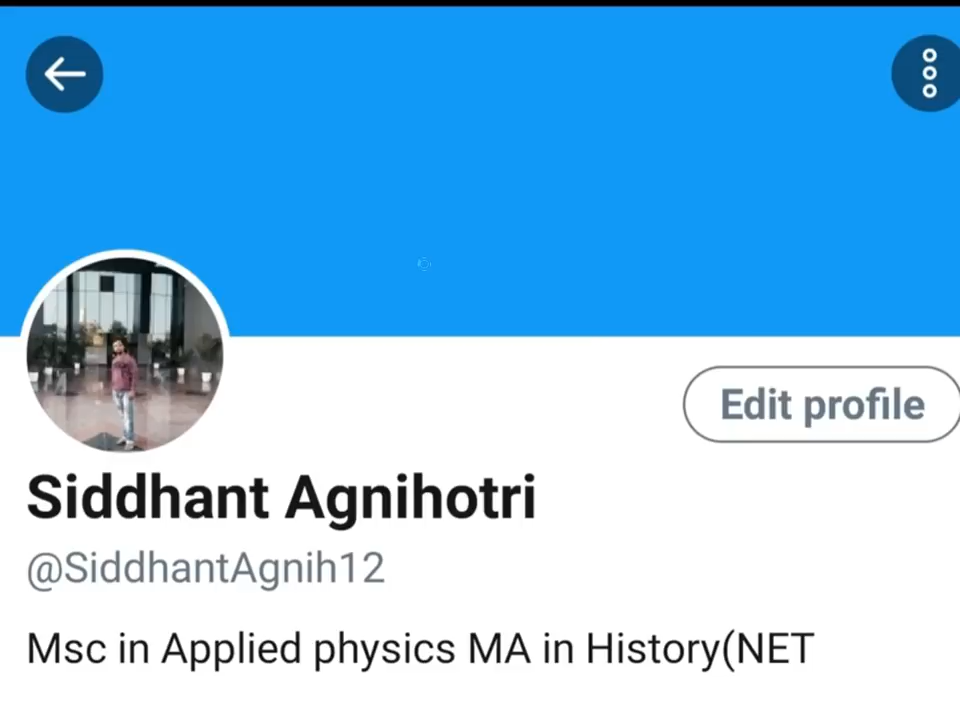 Edit profile
Siddhant Agnihotri
@SiddhantAgnih12
Msc in Applied physics MA in History(NET